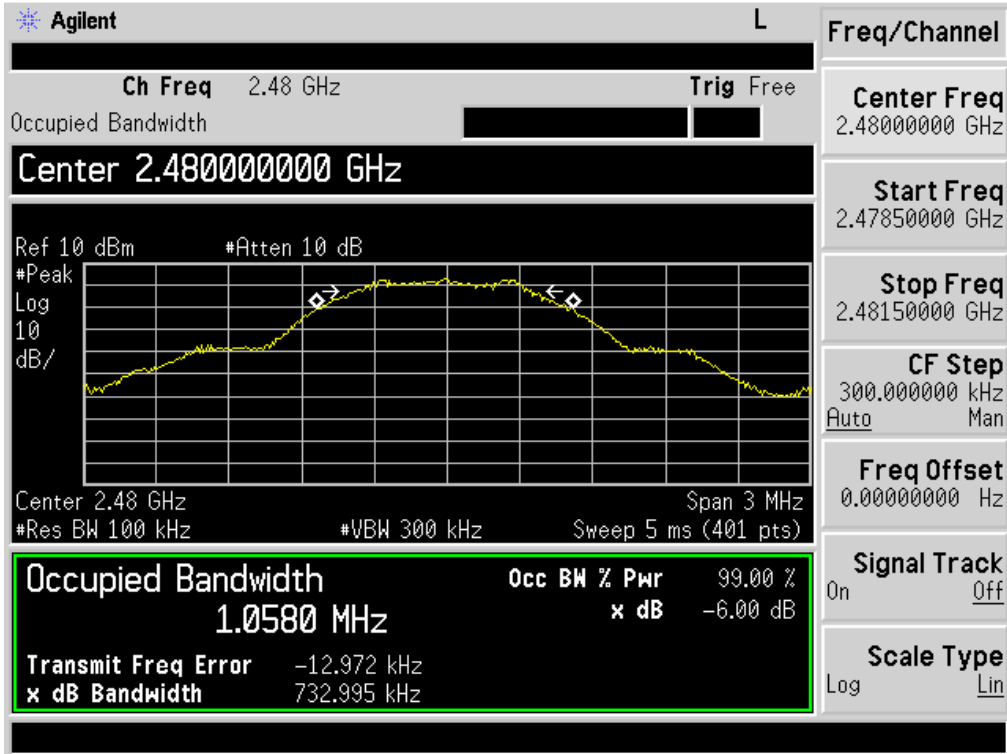 Agilent
L
Ch Freq 2.48 GHz
Trig Free
Occupied Bandwidth
Center 2.480000000 GHz
Ref 10 dBm #Atten 10 dB
#Peak
Log
10
dB/
Center 2.48 GHz Span 3 MHz
#Res BW 100 kHz #VBW 300 kHz Sweep 5 ms (401 pts)
Occupied Bandwidth
1.0580 MHz
Occ BW % Pwr 99.00 %
x dB -6.00 dB
Transmit Freq Error -12.972 kHz
x dB Bandwidth 732.995 kHz
Freq/Channel
Center Freq
2.48000000 GHz
Start Freq
2.47850000 GHz
Stop Freq
2.48150000 GHz
CF Step
300.000000 kHz
Auto Man
Freq Offset
0.00000000 Hz
Signal Track
On Off
Scale Type
Log Lin